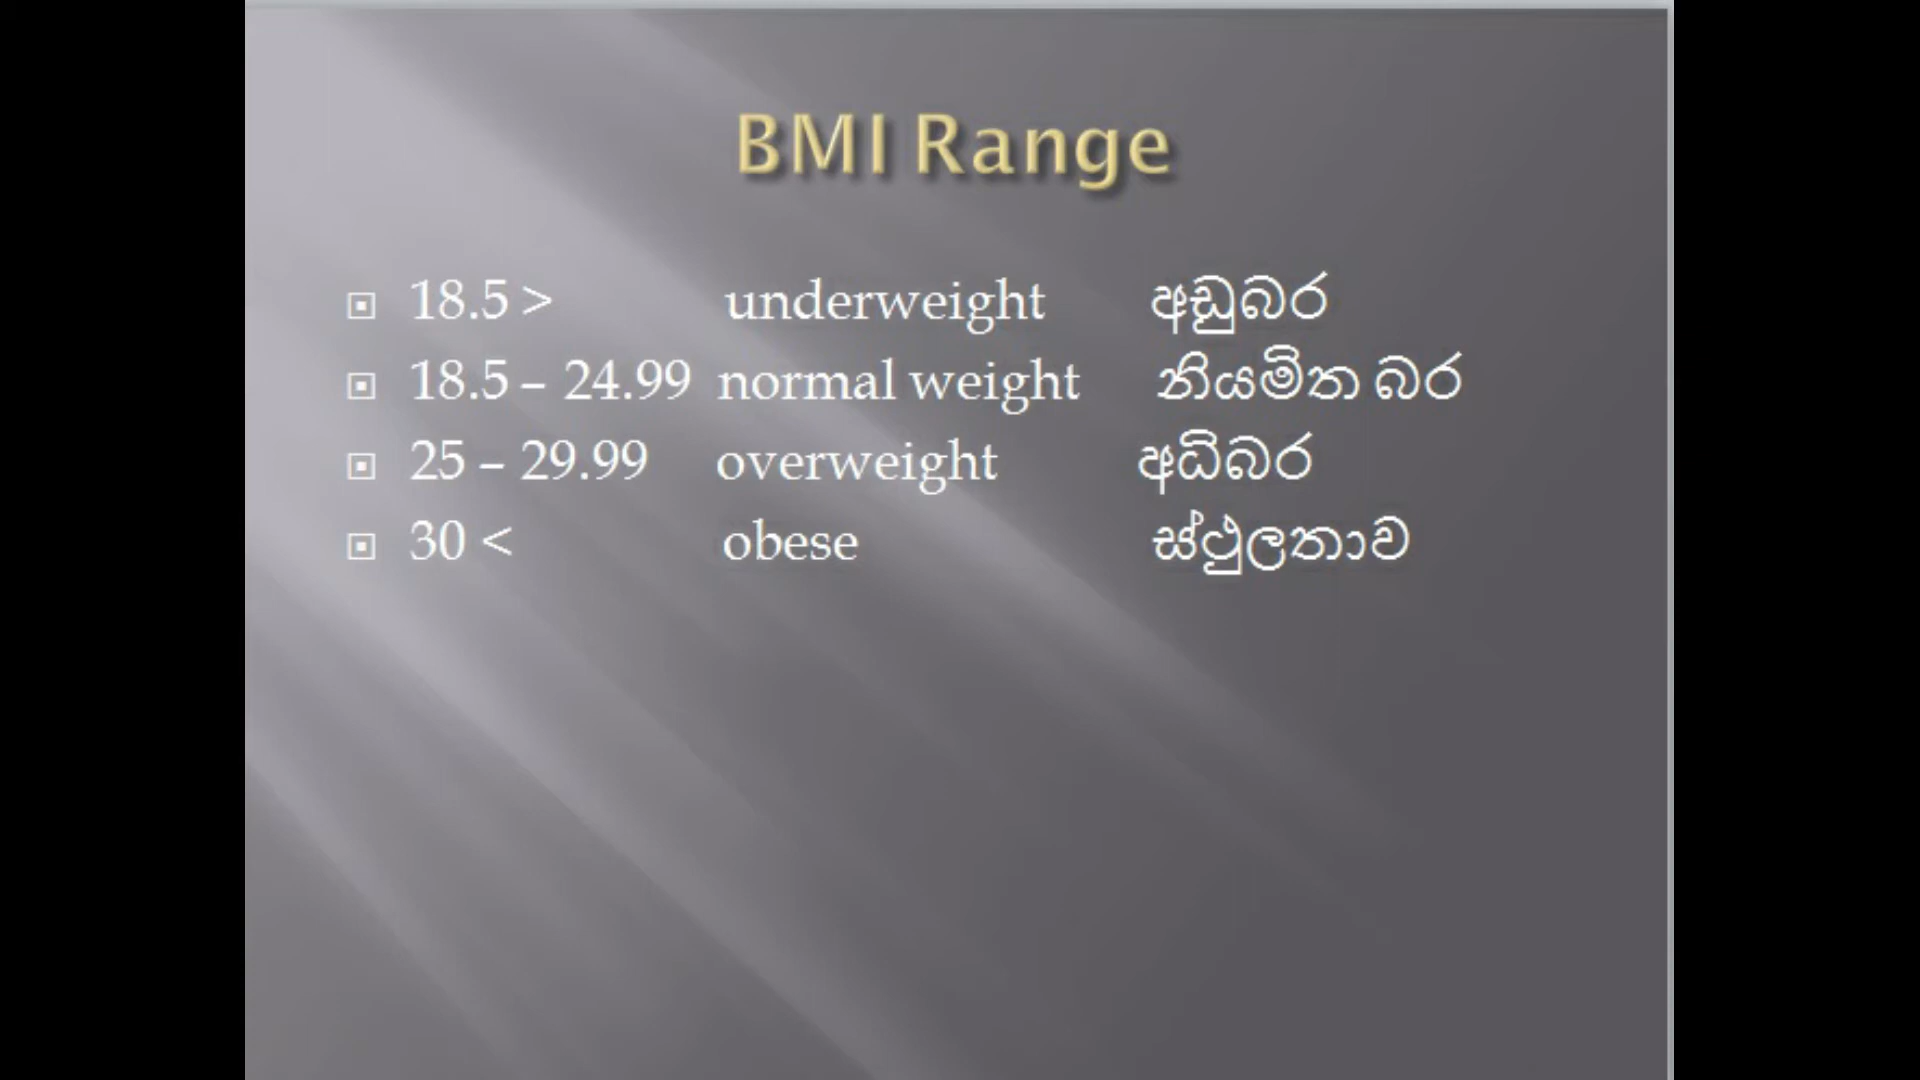 BMI Range
18.5 > underweight අඩුබර
18.5 – 24.99 normal weight නියමිත බර
25 – 29.99 overweight අධිබර
30 < obese ස්ථුලතාව